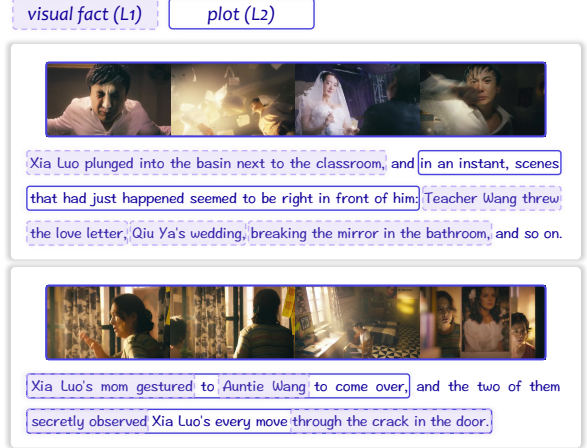 visual fact (L1) plot (L2)
Xia Luo plunged into the basin next to the classroom, and in an instant, scenes
that had just happened seemed to be right in front of him: Teacher Wang threw
the love letter, Qiu Ya's wedding, breaking the mirror in the bathroom, and so on.
Xia Luo's mom gestured to Auntie Wang to come over, and the two of them
secretly observed Xia Luo's every move through the crack in the door.